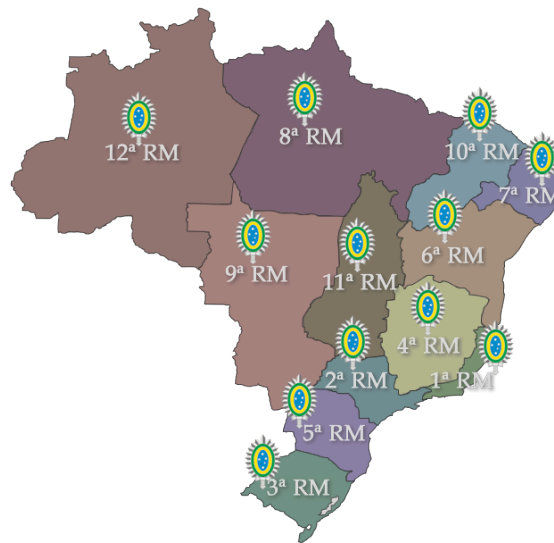 8ª RM
10ª RM
12ª RM
7ª RM
6ª RM
9ª RM
11ª RM
4ª RM
2ª RM
1ª RM
5ª RM
3ª RM